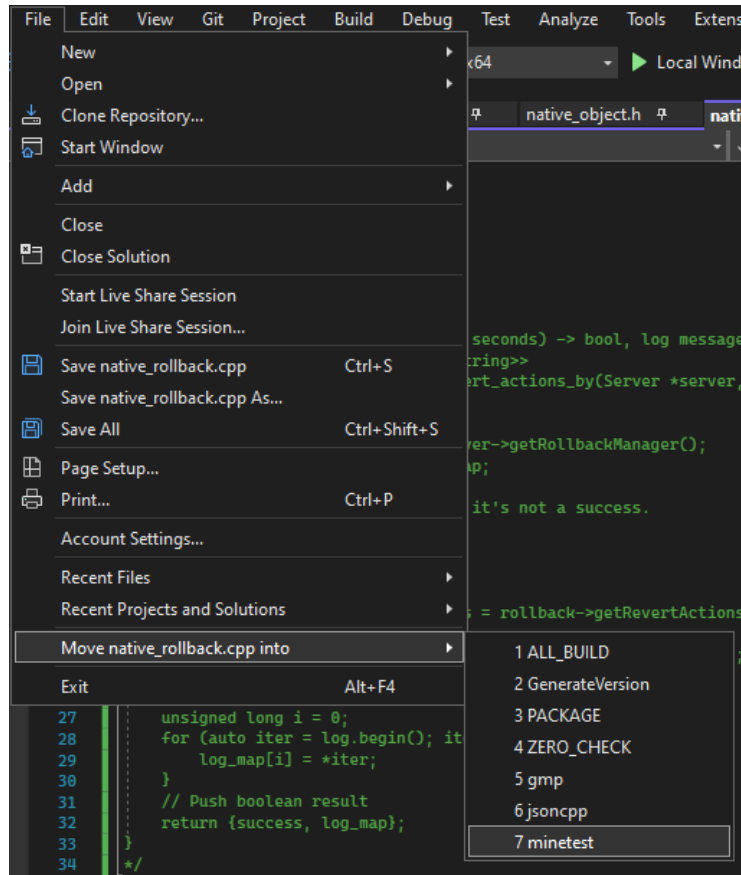 File Edit View Git Project Build Debug Test Analyze Tools Extens
New
x64 Local Wind
Open
Clone Repository...
native_object.h nati
Start Window
Add
Close
Close Solution
Start Live Share Session
Join Live Share Session...
seconds) -> bool, log message
tring>>
Save native_rollback.cpp Ctrl+S
ert_actions_by(Server *server,
Save native_rollback.cpp As...
Save All Ctrl+Shift+S
ver->getRollbackManager();
Page Setup...
ap;
Print... Ctrl+P
it's not a success.
Account Settings...
Recent Files
Recent Projects and Solutions
s = rollback->getRevertActions
Move native_rollback.cpp into
1 ALL_BUILD
Exit Alt+F4
2 GenerateVersion
3 PACKAGE
4 ZERO_CHECK
5 gmp
6 jsoncpp
7 minetest
27 unsigned long i = 0;
28 for (auto iter = log.begin(); it
29 log_map[i] = *iter;
30 }
31 // Push boolean result
32 return {success, log_map};
33 }
34 */